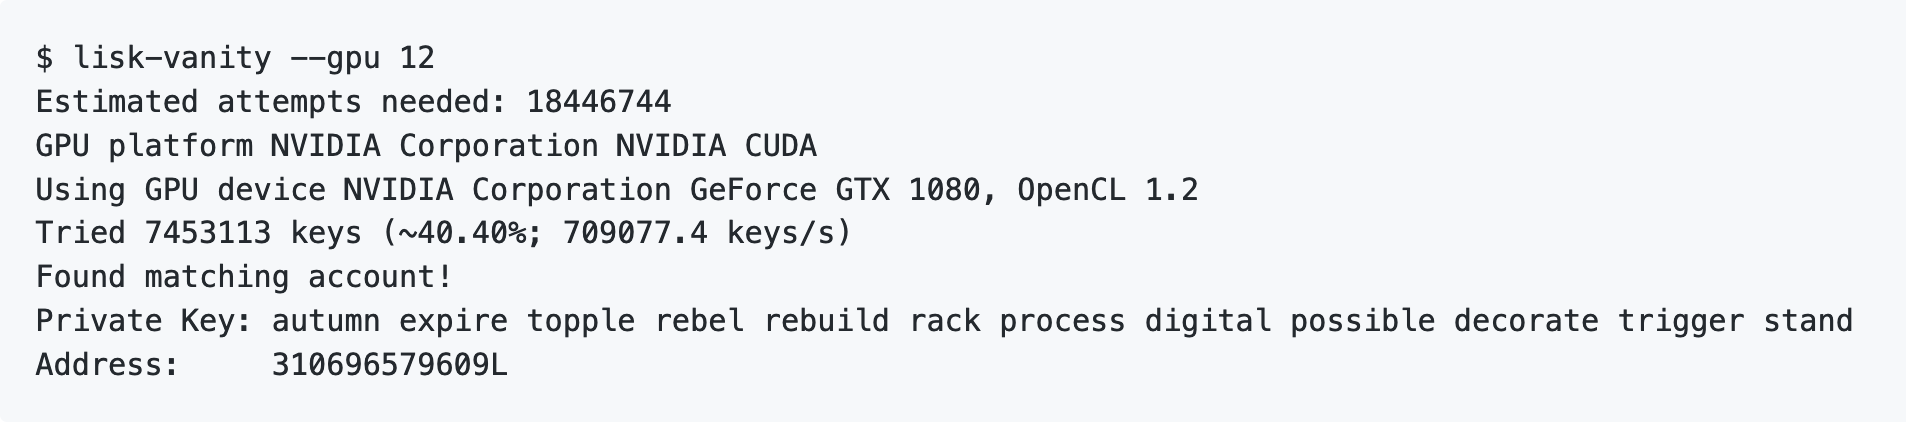 $ lisk-vanity --gpu 12
Estimated attempts needed: 18446744
GPU platform NVIDIA Corporation NVIDIA CUDA
Using GPU device NVIDIA Corporation GeForce GTX 1080, OpenCL 1.2
Tried 7453113 keys (~40.40%; 709077.4 keys/s)
Found matching account!
Private Key: autumn expire topple rebel rebuild rack process digital possible decorate trigger stand
Address:     310696579609L